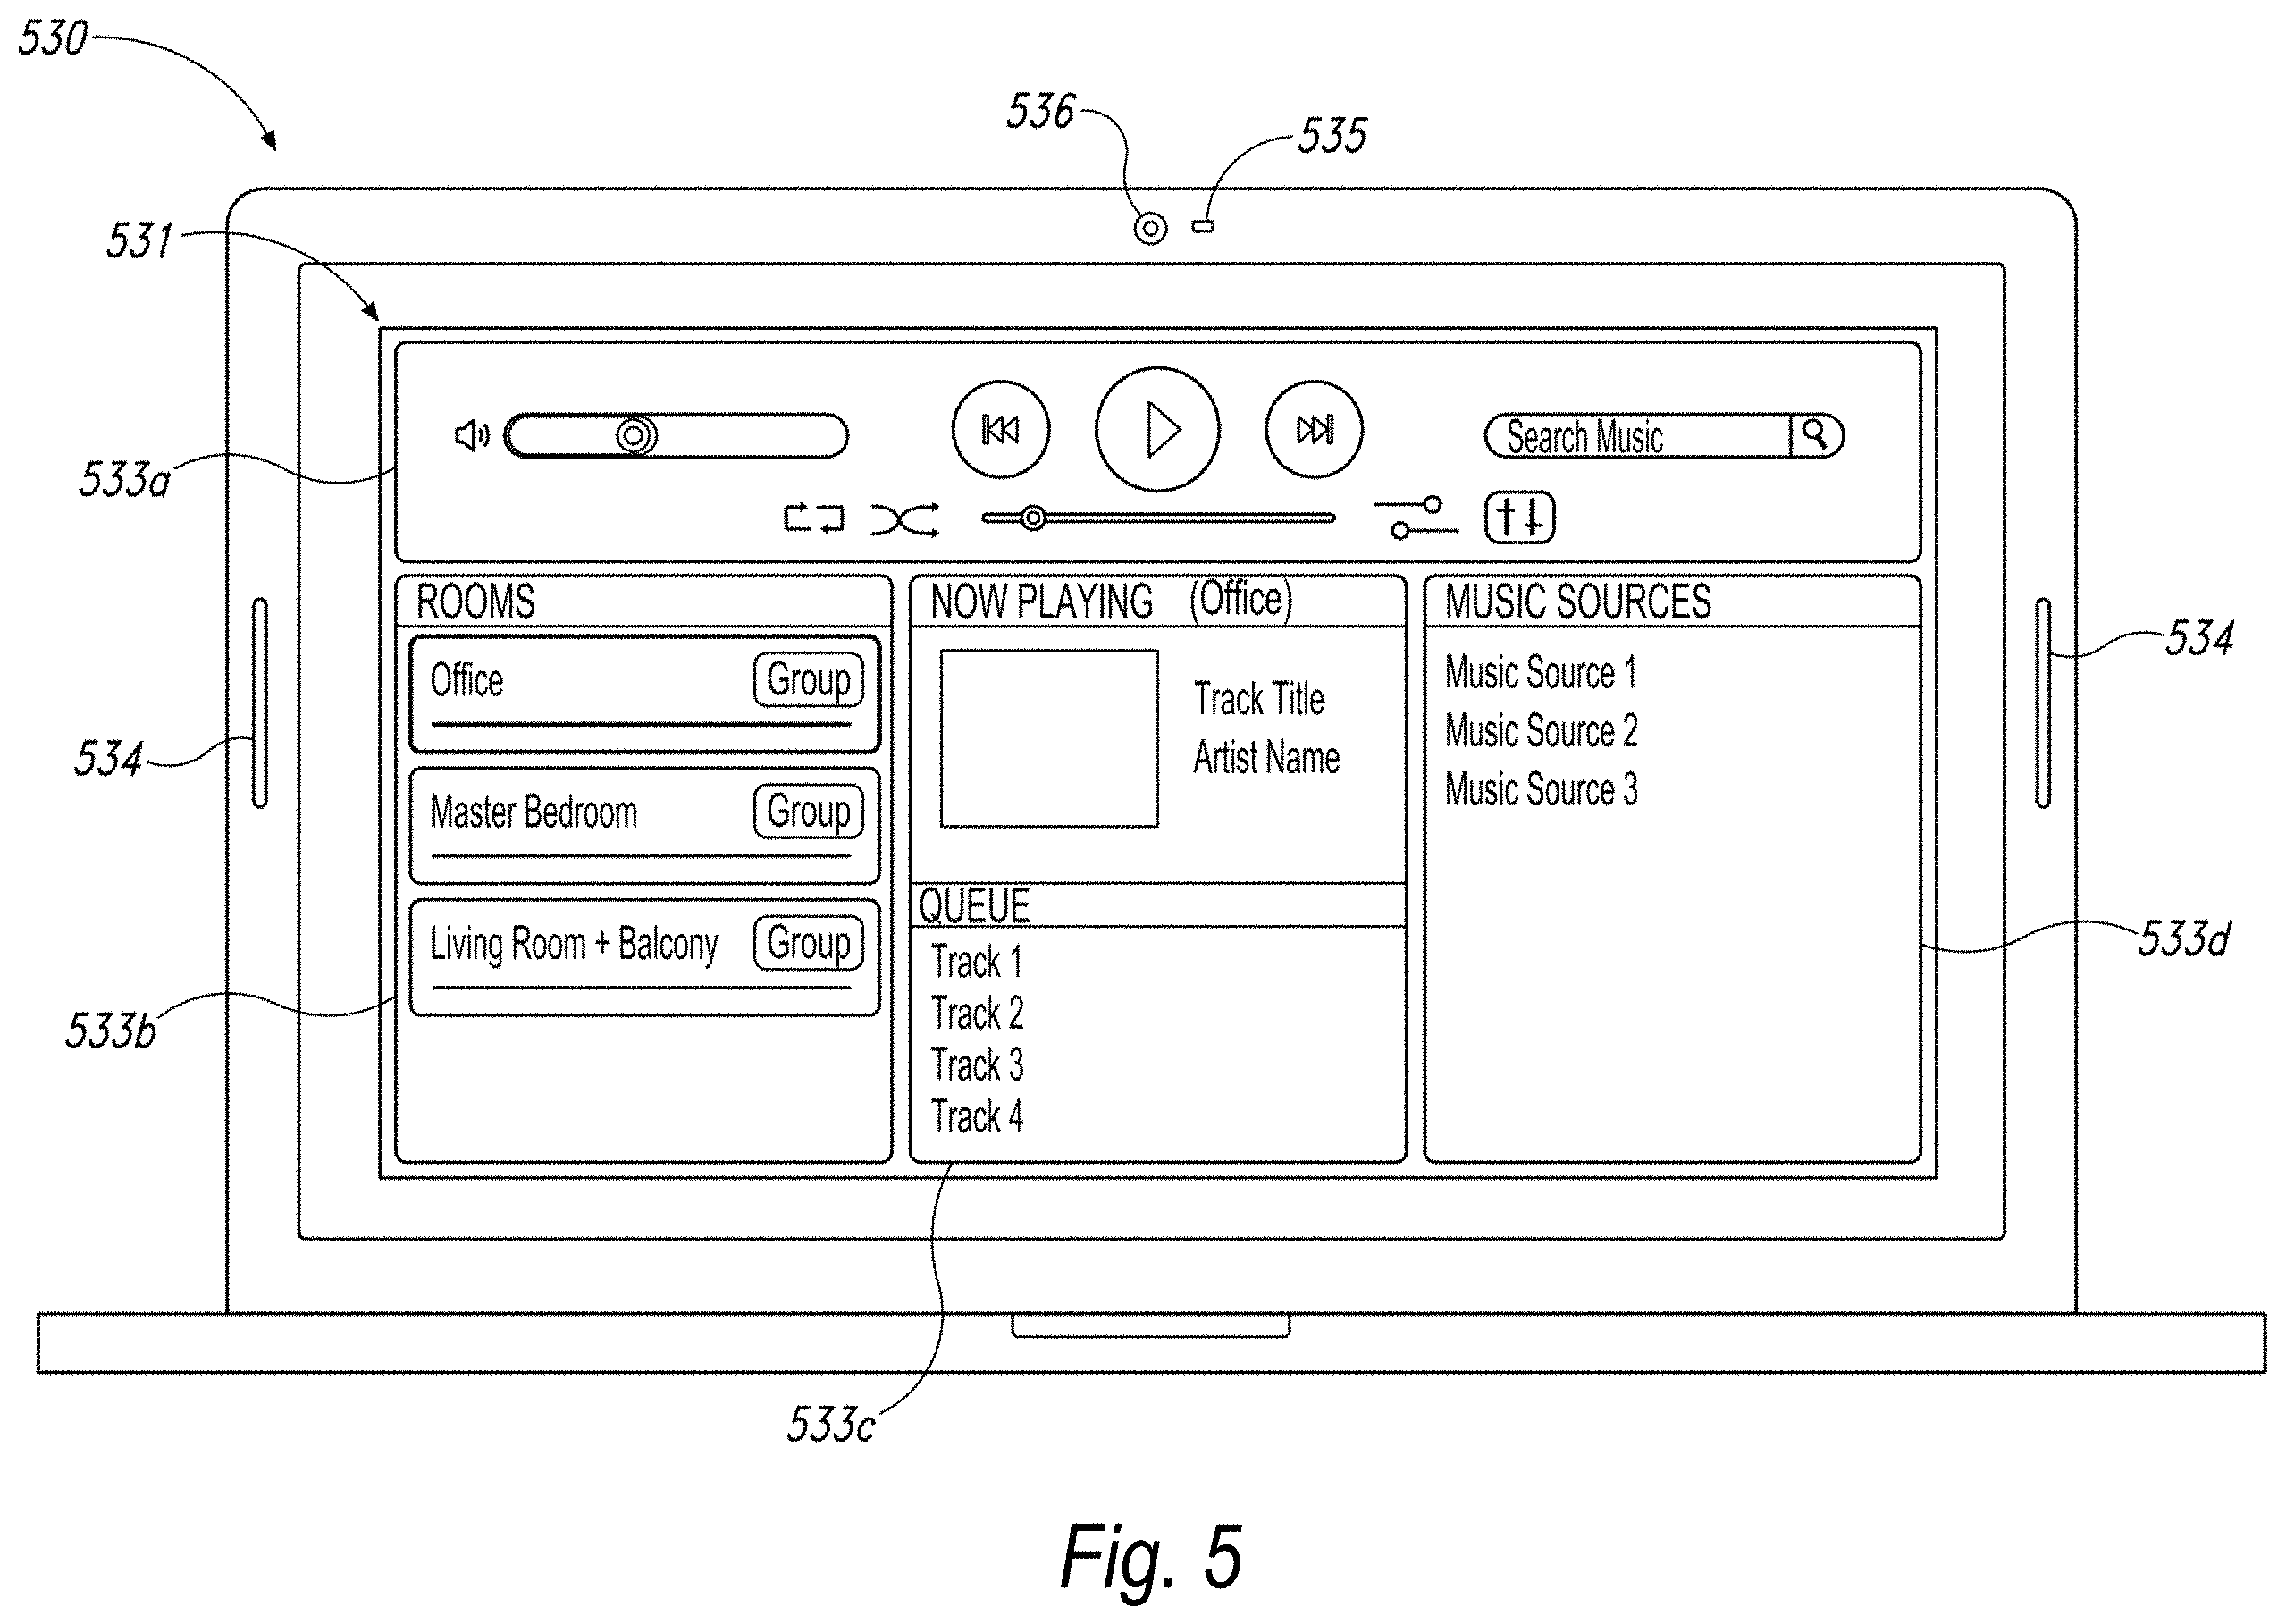 530
536
535
531
Search Music
533a
ROOMS
Office Group
Master Bedroom Group
Living Room + Balcony Group
NOW PLAYING (Office)
Track Title
Artist Name
QUEUE
Track 1
Track 2
Track 3
Track 4
MUSIC SOURCES
Music Source 1
Music Source 2
Music Source 3
534
534
533d
533b
533c
Fig. 5